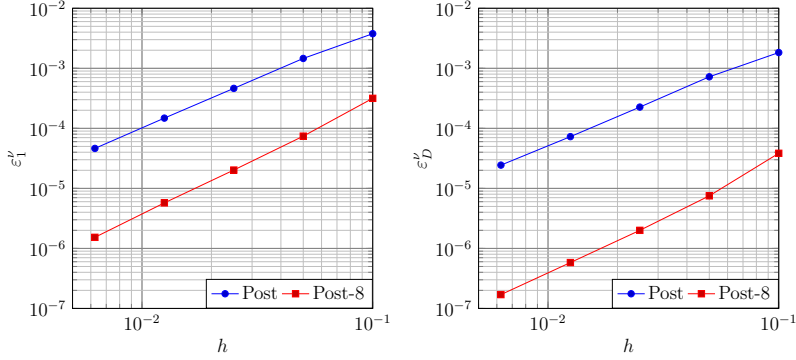 10⁻²
10⁻³
10⁻⁴
10⁻⁵
10⁻⁶
10⁻⁷
ε₁^ν
Post Post-8
10⁻² 10⁻¹
h
10⁻²
10⁻³
10⁻⁴
10⁻⁵
10⁻⁶
10⁻⁷
ε_D^ν
Post Post-8
10⁻² 10⁻¹
h